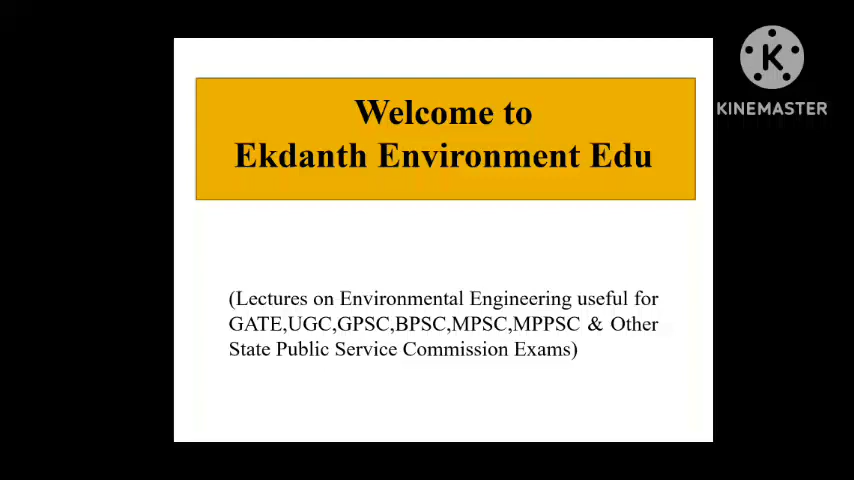 Welcome to
Ekdanth Environment Edu
K
KINEMASTER
(Lectures on Environmental Engineering useful for
GATE,UGC,GPSC,BPSC,MPSC,MPPSC & Other
State Public Service Commission Exams)